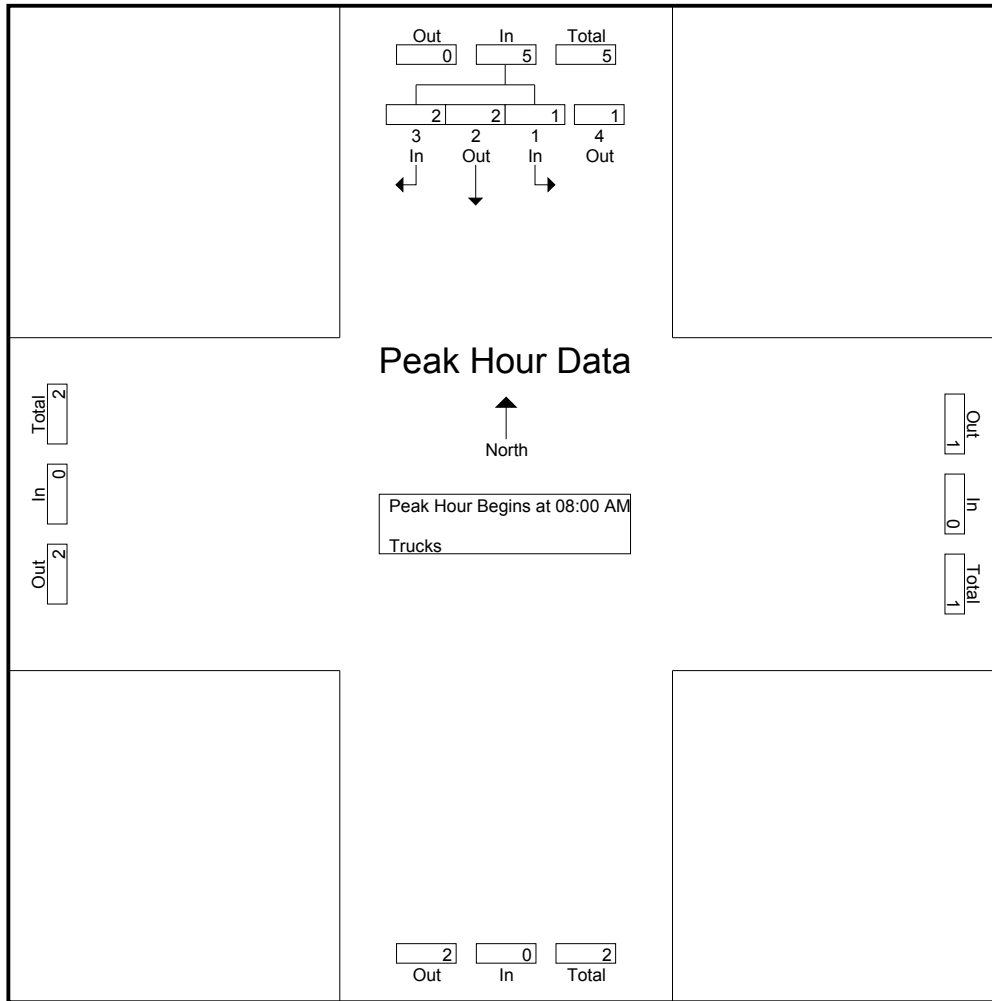 Out In Total
0 5 5
2 2 1 1
3 2 1 4
In Out In Out
Peak Hour Data
North
Peak Hour Begins at 08:00 AM
Trucks
Total 2
In 0
Out 2
Out 1
In 0
Total 1
2 0 2
Out In Total